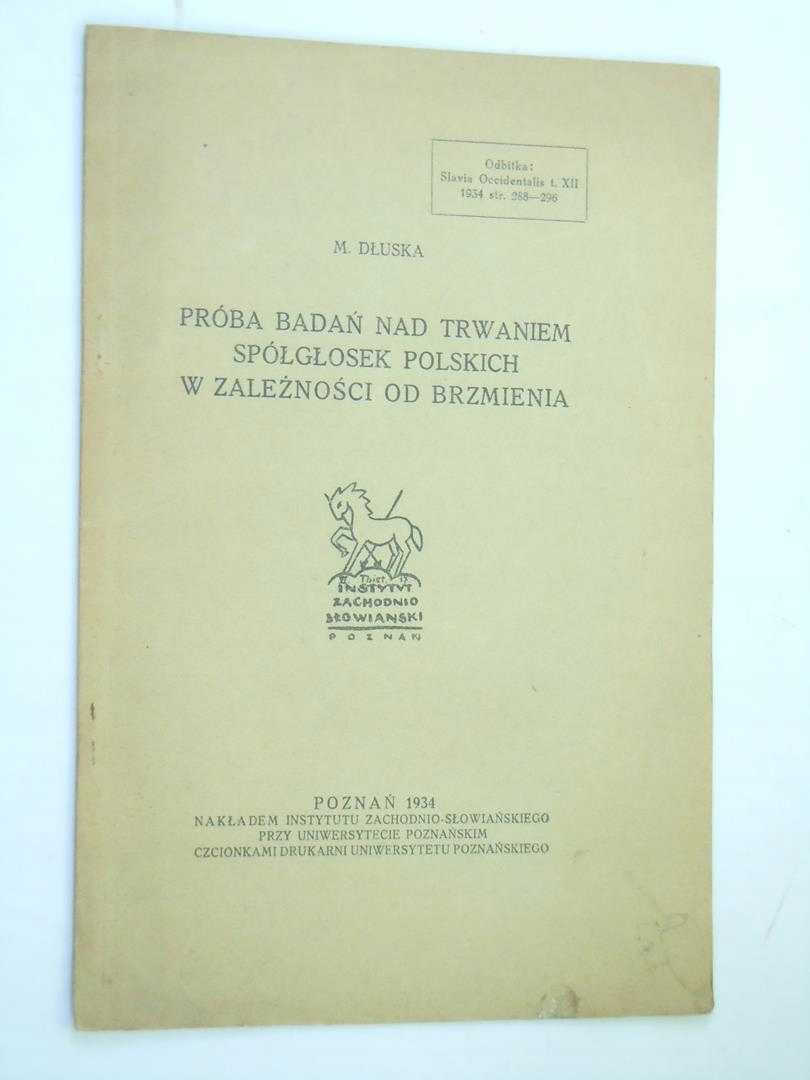 Odbitka:
Slavia Occidentalis t. XII
1934 str. 288—296
M. DŁUSKA
PRÓBA BADAŃ NAD TRWANIEM
SPÓŁGŁOSEK POLSKICH
W ZALEŻNOŚCI OD BRZMIENIA
INSTYTVT
ZACHODNIO
SŁOWIAŃSKI
POZNAŃ
POZNAŃ 1934
NAKŁADEM INSTYTUTU ZACHODNIO-SŁOWIAŃSKIEGO
PRZY UNIWERSYTECIE POZNAŃSKIM
CZCIONKAMI DRUKARNI UNIWERSYTETU POZNAŃSKIEGO